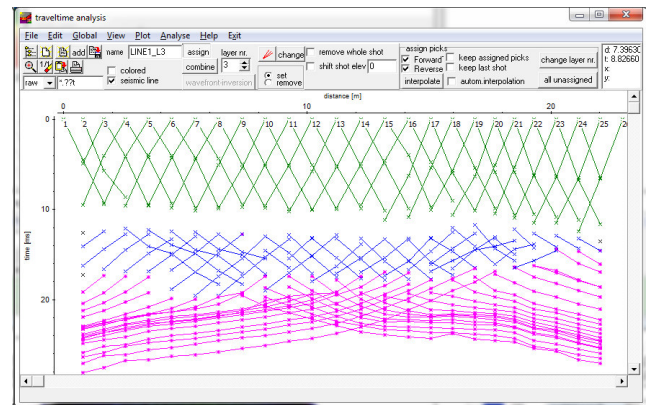 traveltime analysis
File Edit View Plot Analyse Help Exit
add name LINE1_L3 assign layer nr. change remove whole shot assign picks
combine 3 shift shot elev 0 Forward keep assigned picks change layer nr.
colored Reverse keep last shot
raw *.??t seismic line wavefront-inversion set remove interpolate autom.interpolation all unassigned
d: 7.39630
t: 8.82660
x:
y:
distance [m]
0 10 20
0 1 2 3 4 5 6 7 8 9 10 11 12 13 14 15 16 17 18 19 20 21 22 23 24 25
10
time [ms]
20